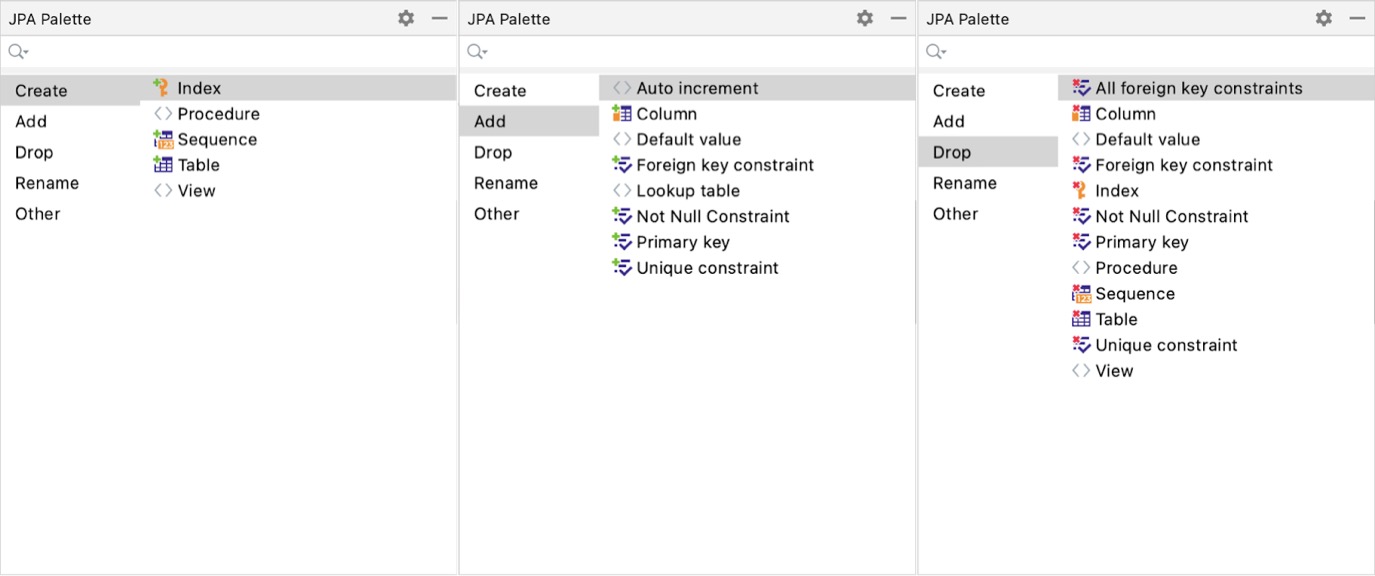 JPA Palette
Create
Add
Drop
Rename
Other
Index
Procedure
Sequence
Table
View
JPA Palette
Create
Add
Drop
Rename
Other
Auto increment
Column
Default value
Foreign key constraint
Lookup table
Not Null Constraint
Primary key
Unique constraint
JPA Palette
Create
Add
Drop
Rename
Other
All foreign key constraints
Column
Default value
Foreign key constraint
Index
Not Null Constraint
Primary key
Procedure
Sequence
Table
Unique constraint
View